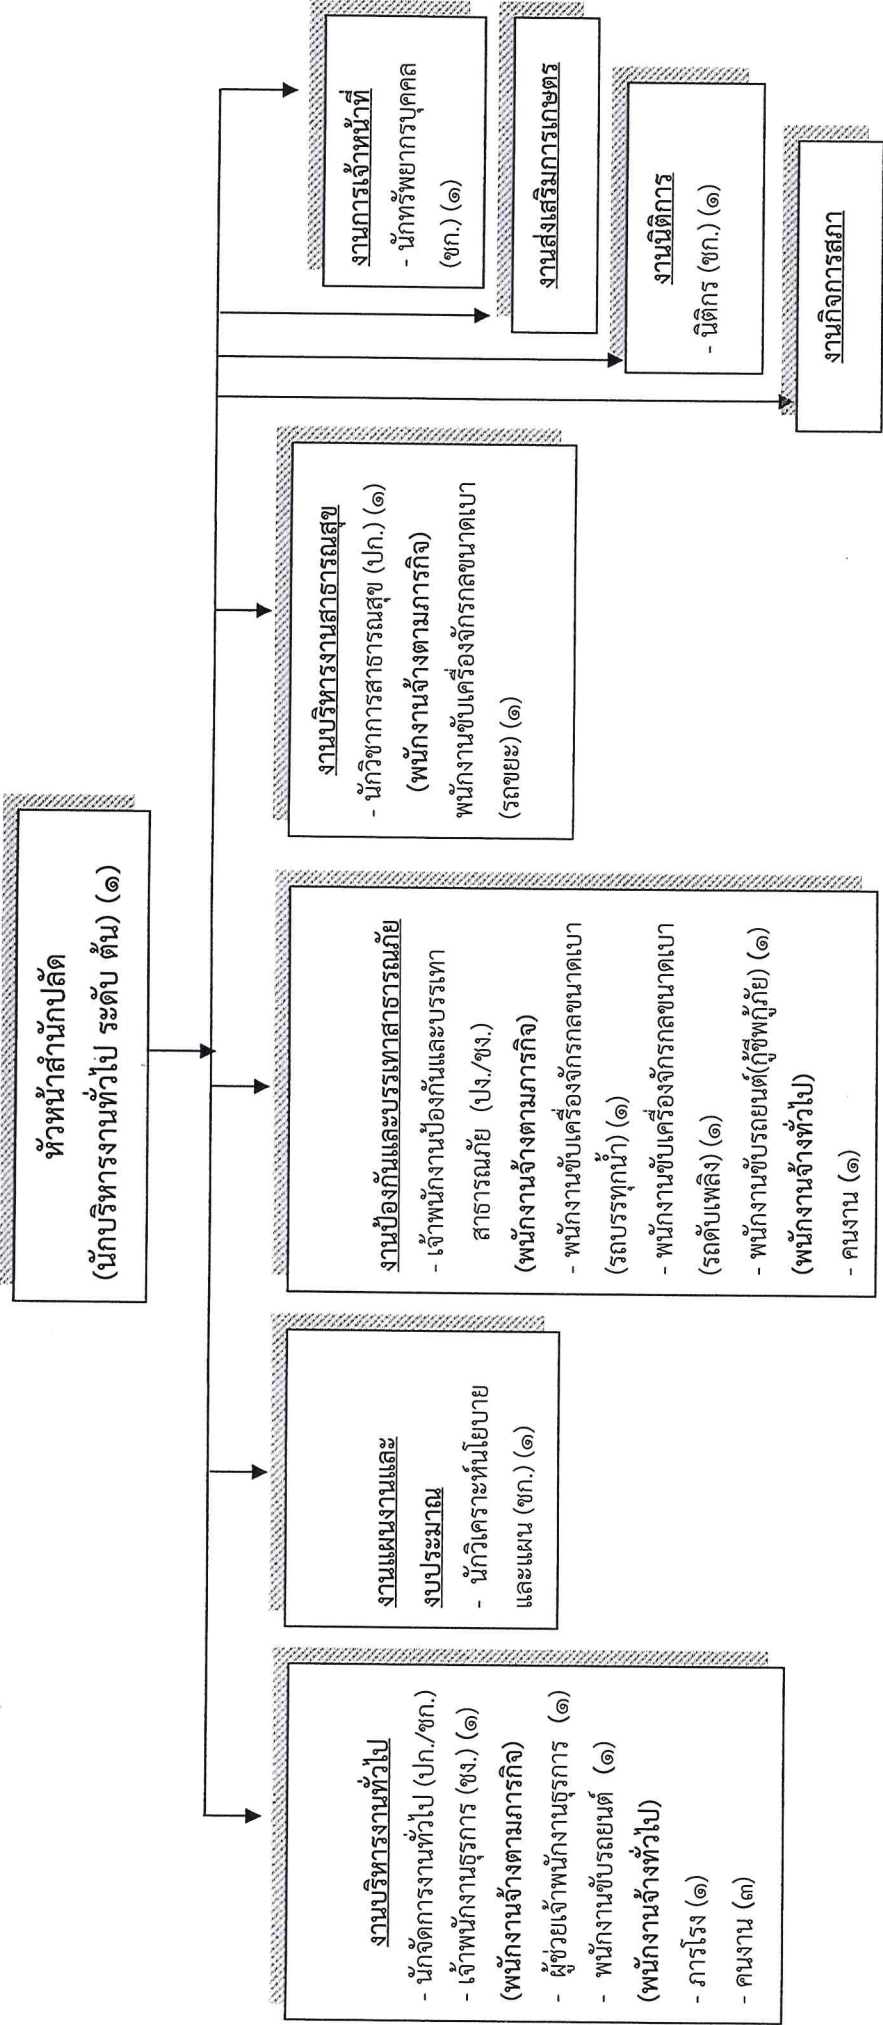 หัวหน้าสำนักปลัด
(นักบริหารงานทั่วไป ระดับ ต้น) (๑)
งานบริหารงานทั่วไป
- นักจัดการงานทั่วไป (ปก./ชก.)
- เจ้าพนักงานธุรการ (ชง.) (๑)
(พนักงานจ้างตามภารกิจ)
- ผู้ช่วยเจ้าพนักงานธุรการ (๑)
- พนักงานขับรถยนต์ (๑)
(พนักงานจ้างทั่วไป)
- ภารโรง (๑)
- คนงาน (๓)
งานแผนงานและ
งบประมาณ
- นักวิเคราะห์นโยบาย
และแผน (ชก.) (๑)
งานป้องกันและบรรเทาสาธารณภัย
- เจ้าพนักงานป้องกันและบรรเทา
สาธารณภัย (ปง./ชง.)
(พนักงานจ้างตามภารกิจ)
- พนักงานขับเครื่องจักรกลขนาดเบา
(รถบรรทุกน้ำ) (๑)
- พนักงานขับเครื่องจักรกลขนาดเบา
(รถดับเพลิง) (๑)
- พนักงานขับรถยนต์(กู้ชีพกู้ภัย) (๑)
(พนักงานจ้างทั่วไป)
- คนงาน (๑)
งานบริหารงานสาธารณสุข
- นักวิชาการสาธารณสุข (ปก.) (๑)
(พนักงานจ้างตามภารกิจ)
พนักงานขับเครื่องจักรกลขนาดเบา
(รถขยะ) (๑)
งานการเจ้าหน้าที่
- นักทรัพยากรบุคคล
(ชก.) (๑)
งานส่งเสริมการเกษตร
งานนิติการ
- นิติกร (ชก.) (๑)
งานกิจการสภา